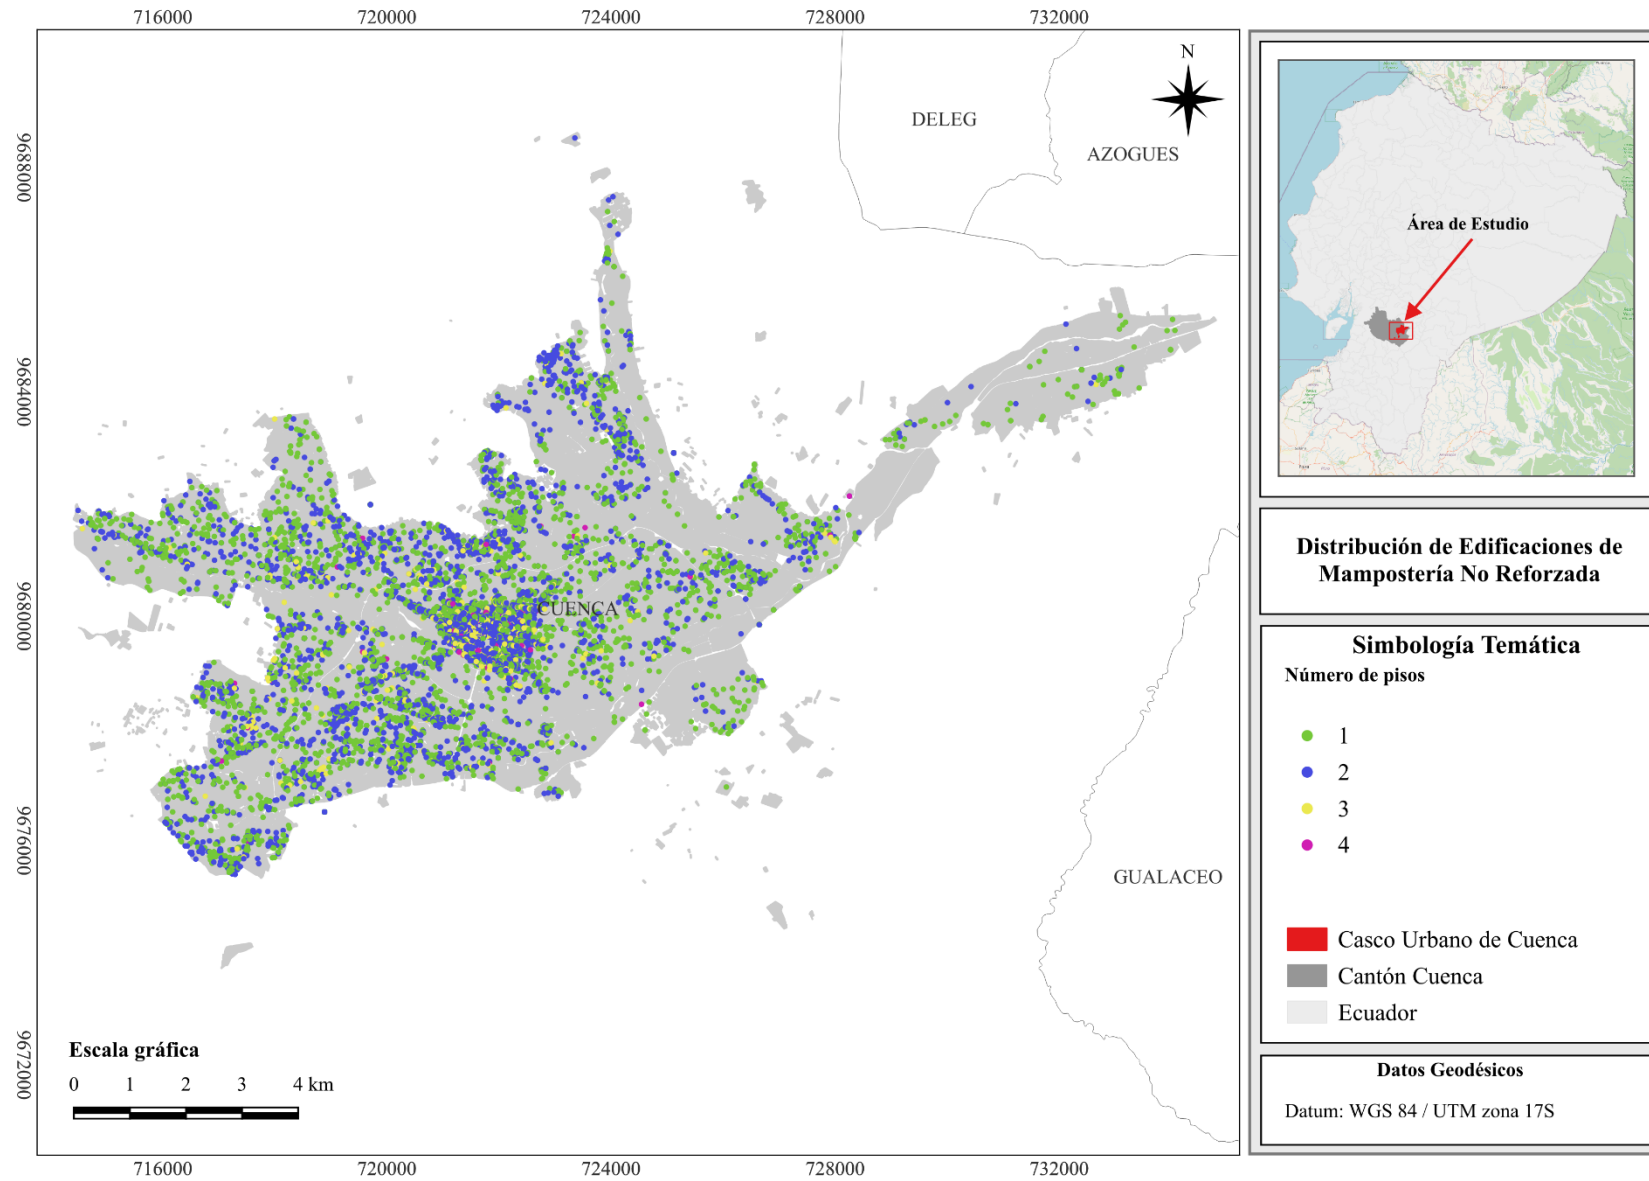 716000
720000
724000
728000
732000
9688000
9684000
9680000
9676000
9672000
N
DELEG
AZOGUES
CUENCA
GUALACEO
Escala gráfica
0 1 2 3 4 km
716000
720000
724000
728000
732000
Área de Estudio
Distribución de Edificaciones de
Mampostería No Reforzada
Simbología Temática
Número de pisos
1
2
3
4
Casco Urbano de Cuenca
Cantón Cuenca
Ecuador
Datos Geodésicos
Datum: WGS 84 / UTM zona 17S